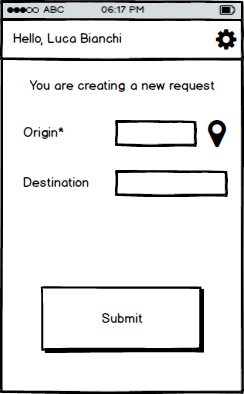 ABC 06:17 PM
Hello, Luca Bianchi
You are creating a new request
Origin*
Destination
Submit